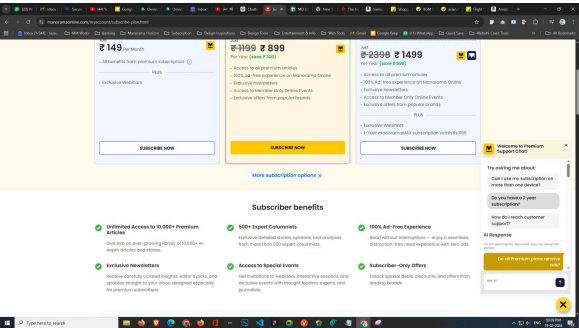 manoramaonline.com/myaccount/subscribe-plan.html
₹ 149 Per Month
All benefits from premium subscription
PLUS
Exclusive Webinars
SUBSCRIBE NOW
₹ 1199 ₹ 899
Per Year (save ₹ 300)
Access to all premium articles
100% Ad-free experience on Manorama Online
Exclusive newsletters
Access to Member Only Online Events
Exclusive offers from popular brands
SUBSCRIBE NOW
₹ 2398 ₹ 1499
Per Year (save ₹ 899)
Access to all premium articles
100% Ad-free experience on Manorama Online
Exclusive newsletters
Access to Member Only Online Events
Exclusive offers from popular brands
PLUS
Exclusive Webinars
1-Year manoramaMAX subscription worth Rs.999
SUBSCRIBE NOW
More subscription options
Subscriber benefits
Unlimited Access to 10,000+ Premium
Articles
Dive into an ever-growing library of 10,000+ in-
depth articles and stories.
500+ Expert Columnists
Exclusive detailed stories, opinions, and analyses
from more than 500 expert columnists.
100% Ad-Free Experience
Read without interruptions — enjoy a seamless,
distraction-free news experience with zero ads.
Exclusive Newsletters
Receive carefully curated insights, editor's picks, and
updates straight to your inbox, designed especially
for premium subscribers
Access to Special Events
Get invitations to webinars, interactive sessions, and
exclusive events with thought leaders, experts, and
journalists.
Subscriber-Only Offers
Unlock special deals, discounts, and offers from
leading brands
Welcome to Premium
Support Chat!
Try asking me about:
Can I use my subscription on
more than one device?
Do you have a 2 year
subscription?
How do I reach customer
support?
AI Response
Do all Premium plans remove
ads?
Ask AI
Type here to search
ENG